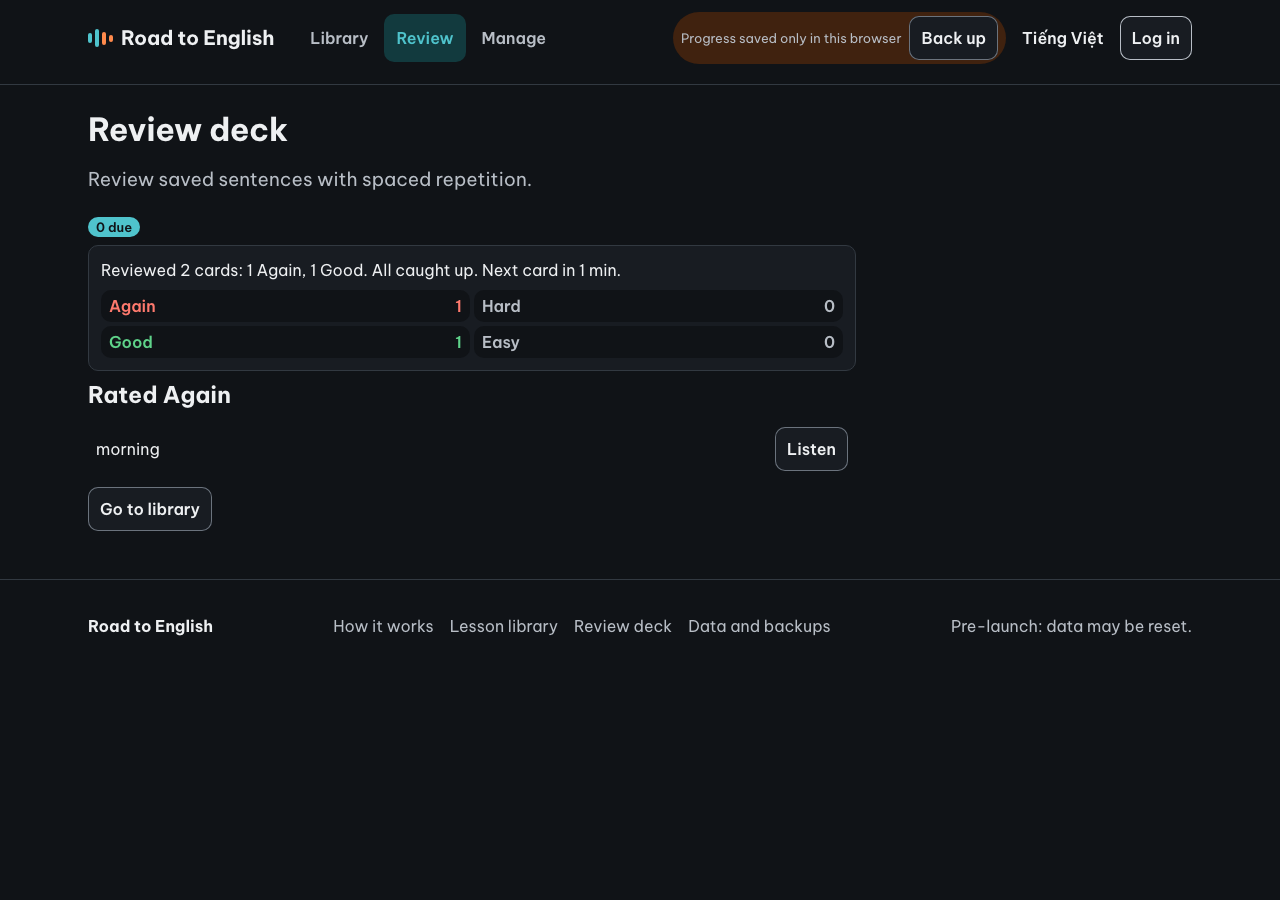 Road to English Library Review Manage Progress saved only in this browser Back up Tiếng Việt Log in
Review deck
Review saved sentences with spaced repetition.
0 due
Reviewed 2 cards: 1 Again, 1 Good. All caught up. Next card in 1 min.
Again 1 Hard 0
Good 1 Easy 0
Rated Again
morning Listen
Go to library
Road to English How it works Lesson library Review deck Data and backups Pre-launch: data may be reset.